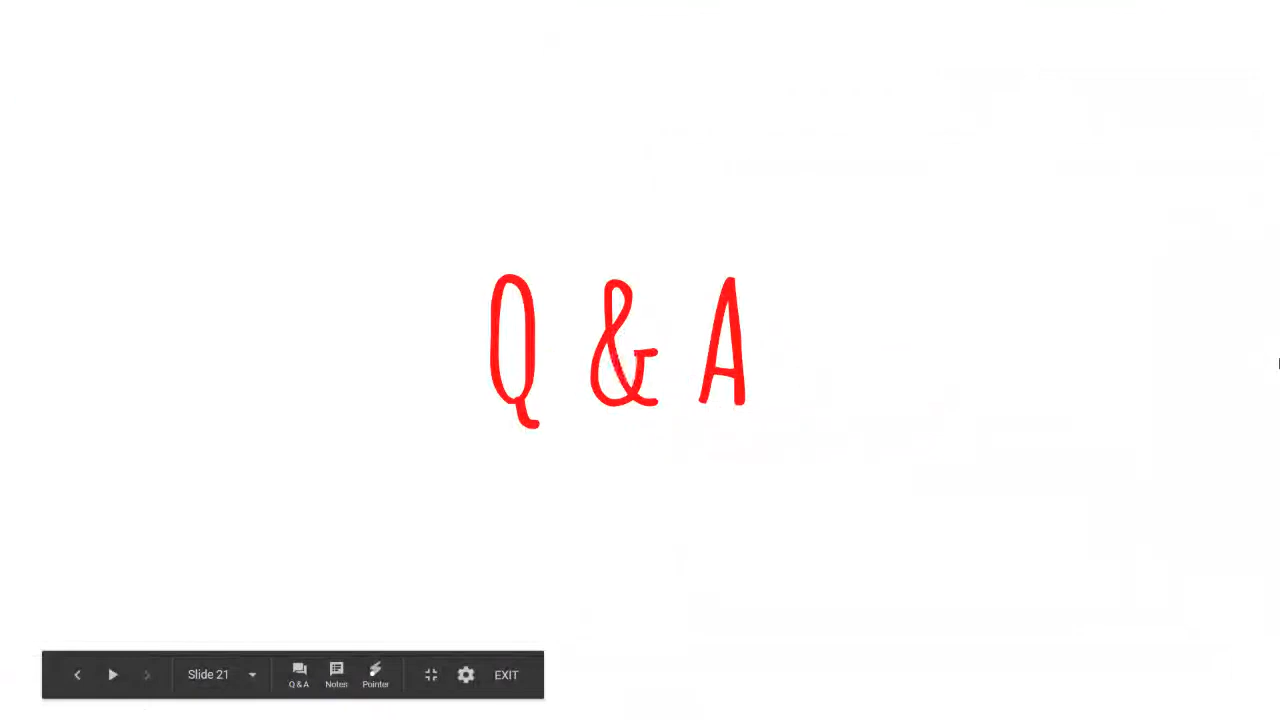 Q & A
Slide 21
Q & A
Notes
Pointer
EXIT